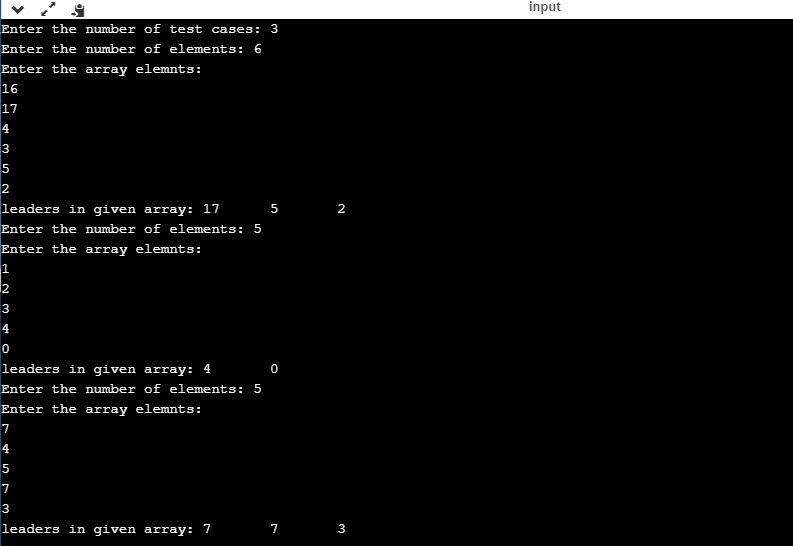 input
Enter the number of test cases: 3
Enter the number of elements: 6
Enter the array elemnts:
16
17
4
3
5
2
leaders in given array: 17 5 2
Enter the number of elements: 5
Enter the array elemnts:
1
2
3
4
0
leaders in given array: 4 0
Enter the number of elements: 5
Enter the array elemnts:
7
4
5
7
3
leaders in given array: 7 7 3